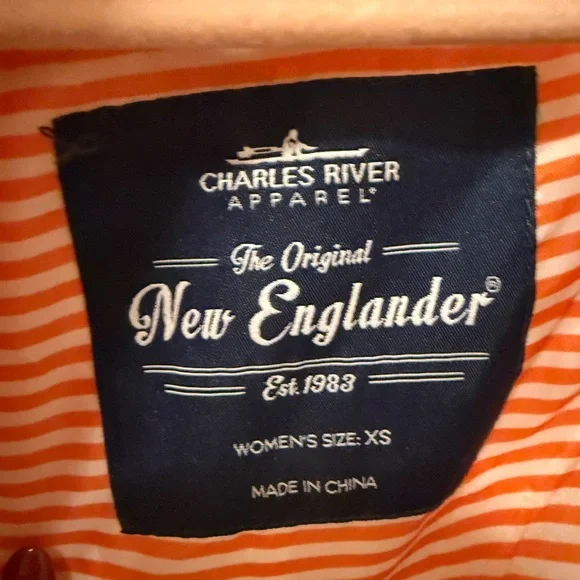 CHARLES RIVER
APPAREL®
The Original
New Englander®
Est. 1983
WOMEN'S SIZE: XS
MADE IN CHINA